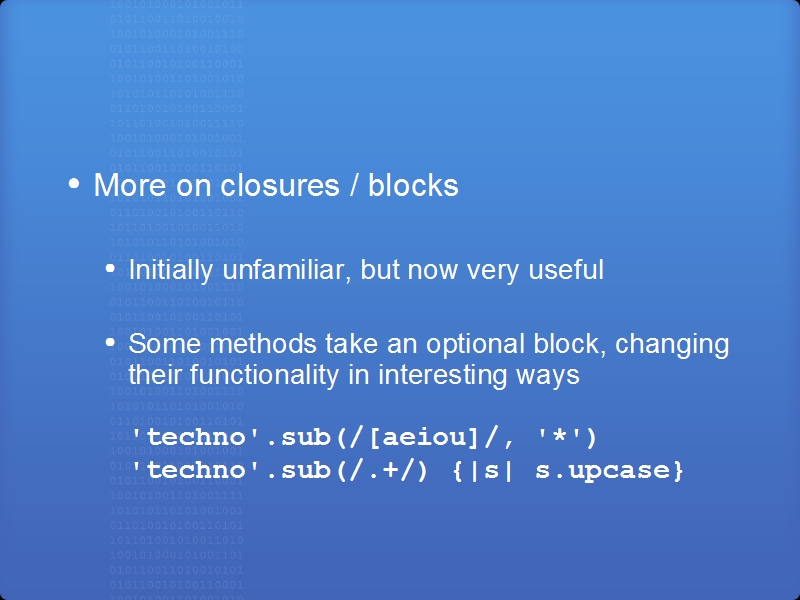 • More on closures / blocks
• Initially unfamiliar, but now very useful
• Some methods take an optional block, changing
their functionality in interesting ways
'techno'.sub(/[aeiou]/, '*')
'techno'.sub(/.+/) {|s| s.upcase}